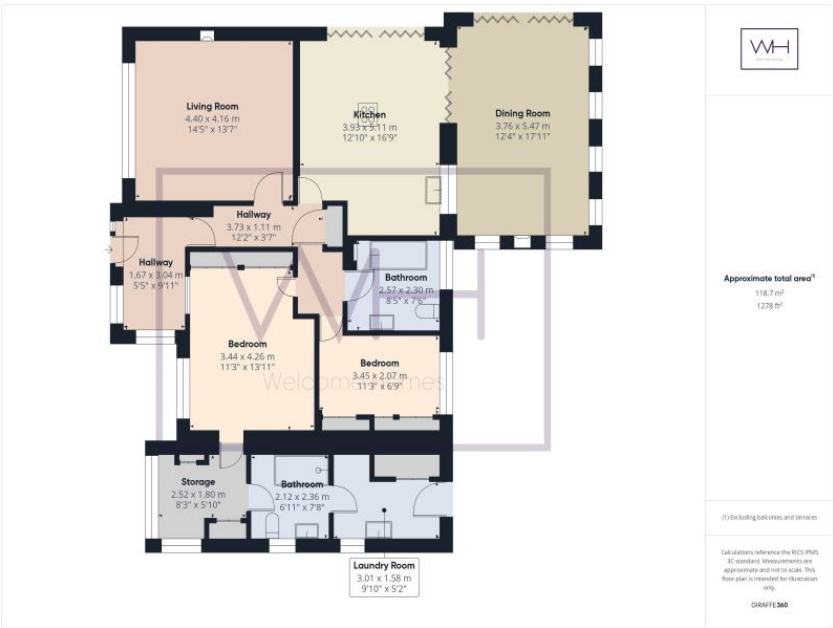 Living Room
4.40 x 4.16 m
14'5" x 13'7"
Kitchen
3.93 x 5.11 m
12'10" x 16'9"
Dining Room
3.76 x 5.47 m
12'4" x 17'11"
Hallway
3.73 x 1.11 m
12'2" x 3'7"
Hallway
1.67 x 3.04 m
5'5" x 9'11"
Bathroom
2.57 x 2.30 m
8'5" x 7'6"
Bedroom
3.44 x 4.26 m
11'3" x 13'11"
Bedroom
3.45 x 2.07 m
11'3" x 6'9"
WH
Storage
2.52 x 1.80 m
8'3" x 5'10"
Bathroom
2.12 x 2.36 m
6'11" x 7'8"
Laundry Room
3.01 x 1.58 m
9'10" x 5'2"
WH
Approximate total area⁽¹⁾
118.7 m²
1278 ft²
(1) Excluding balconies and terraces
Calculations reference the RICS IPMS
3C standard. Measurements are
approximate and not to scale. This
floor plan is intended for illustration
only.
GIRAFFE360